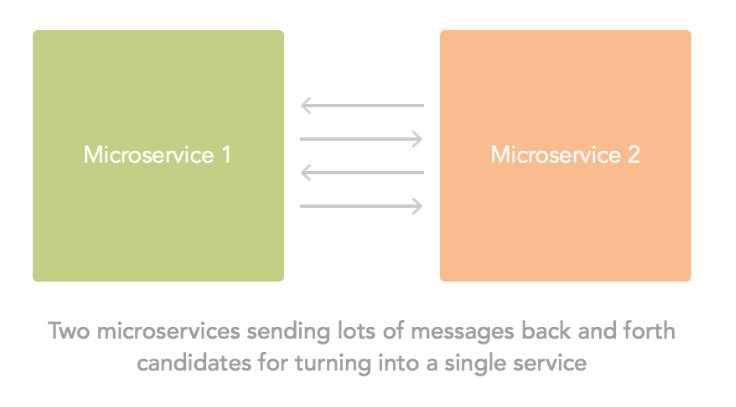 Microservice 1
Microservice 2
Two microservices sending lots of messages back and forth
candidates for turning into a single service